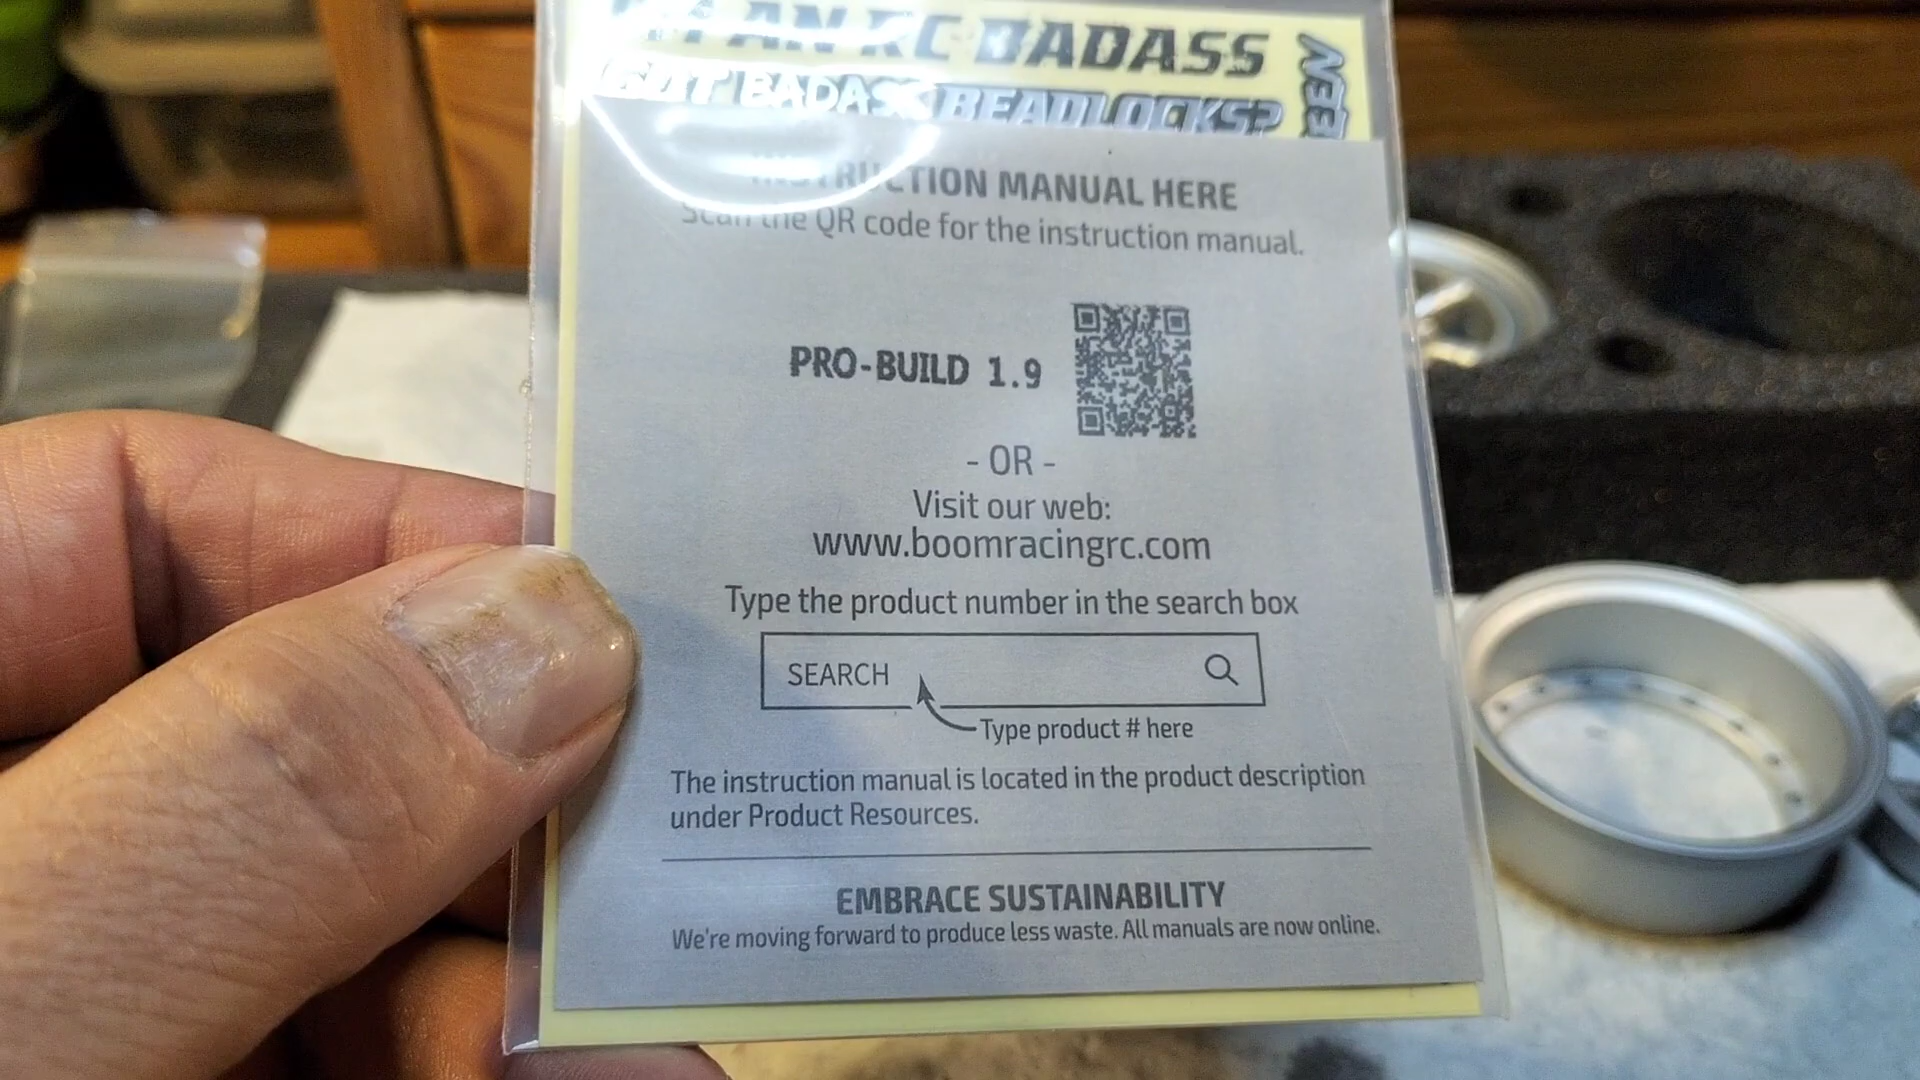 AN RC BADASS
GOT BADASS BEADLOCKS?
INSTRUCTION MANUAL HERE
Scan the QR code for the instruction manual.
PRO-BUILD 1.9
- OR -
Visit our web:
www.boomracingrc.com
Type the product number in the search box
SEARCH
Type product # here
The instruction manual is located in the product description
under Product Resources.
EMBRACE SUSTAINABILITY
We're moving forward to produce less waste. All manuals are now online.